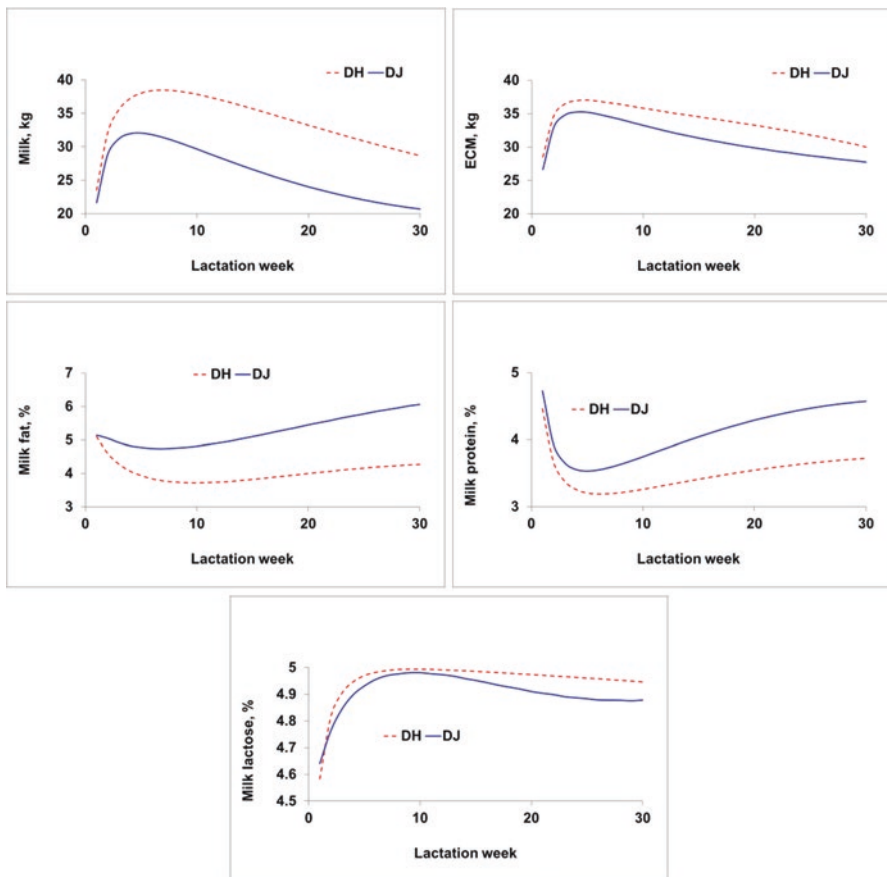 DH DJ
40
35
30
25
20
0 10 20 30
Milk, kg
Lactation week
DH DJ
40
35
30
25
20
0 10 20 30
ECM, kg
Lactation week
DH DJ
7
6
5
4
3
0 10 20 30
Milk fat, %
Lactation week
DH DJ
5
4
3
0 10 20 30
Milk protein, %
Lactation week
5
4.9
4.8
4.7
4.6
4.5
DH DJ
0 10 20 30
Milk lactose, %
Lactation week